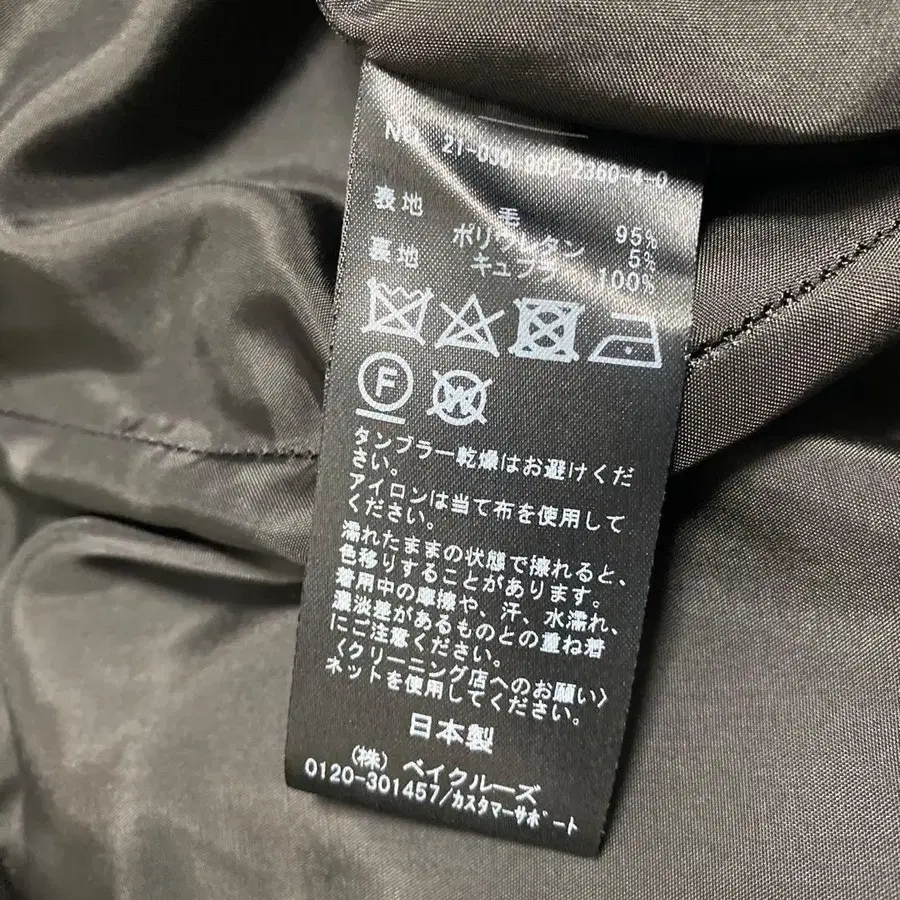 表地 毛 95%
ポリウレタン 5%
裏地 キュプラ 100%
F
W
タンブラー乾燥はお避けくだ
さい。
アイロンは当て布を使用して
ください。
濡れたままの状態で擦れると、
色移りすることがあります。
着用中の摩擦や、汗、水濡れ、
濃淡差があるものとの重ね着
にご注意ください。
〈クリーニング店へのお願い〉
ネットを使用してください。
日本製
(株) ベイクルーズ
0120-301457/カスタマーサポート